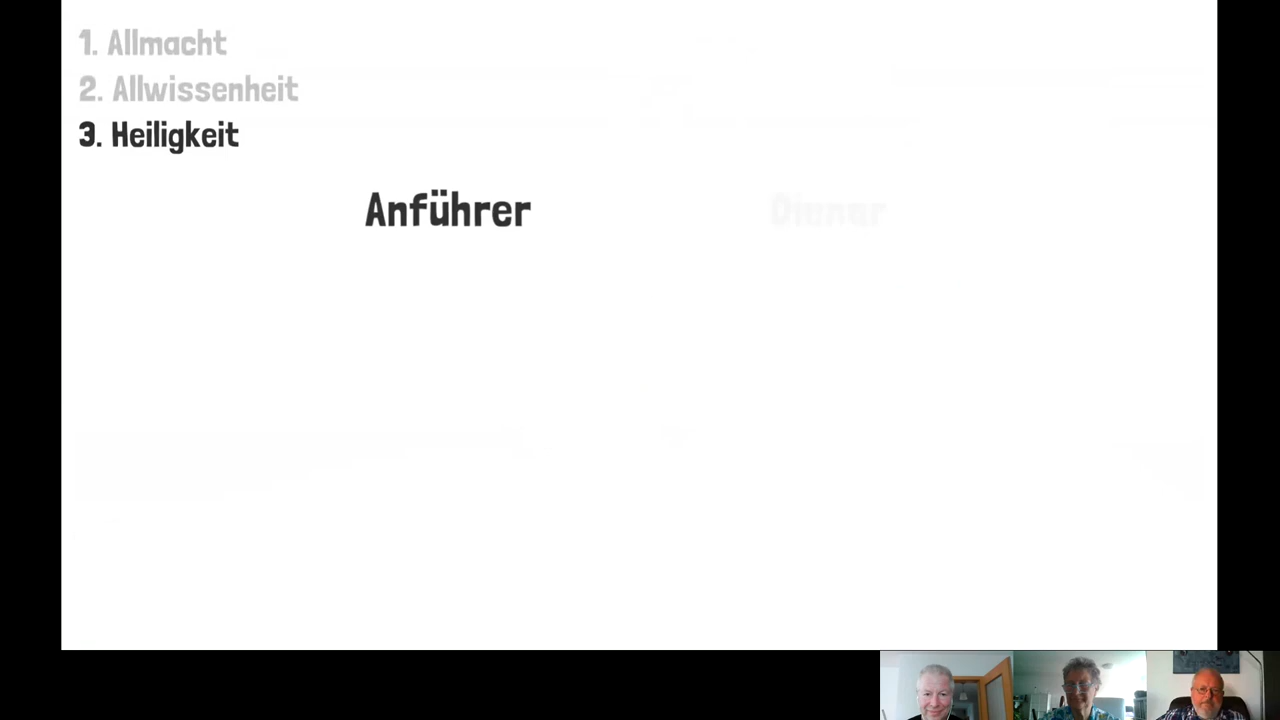 1. Allmacht
2. Allwissenheit
3. Heiligkeit
Anführer Diener